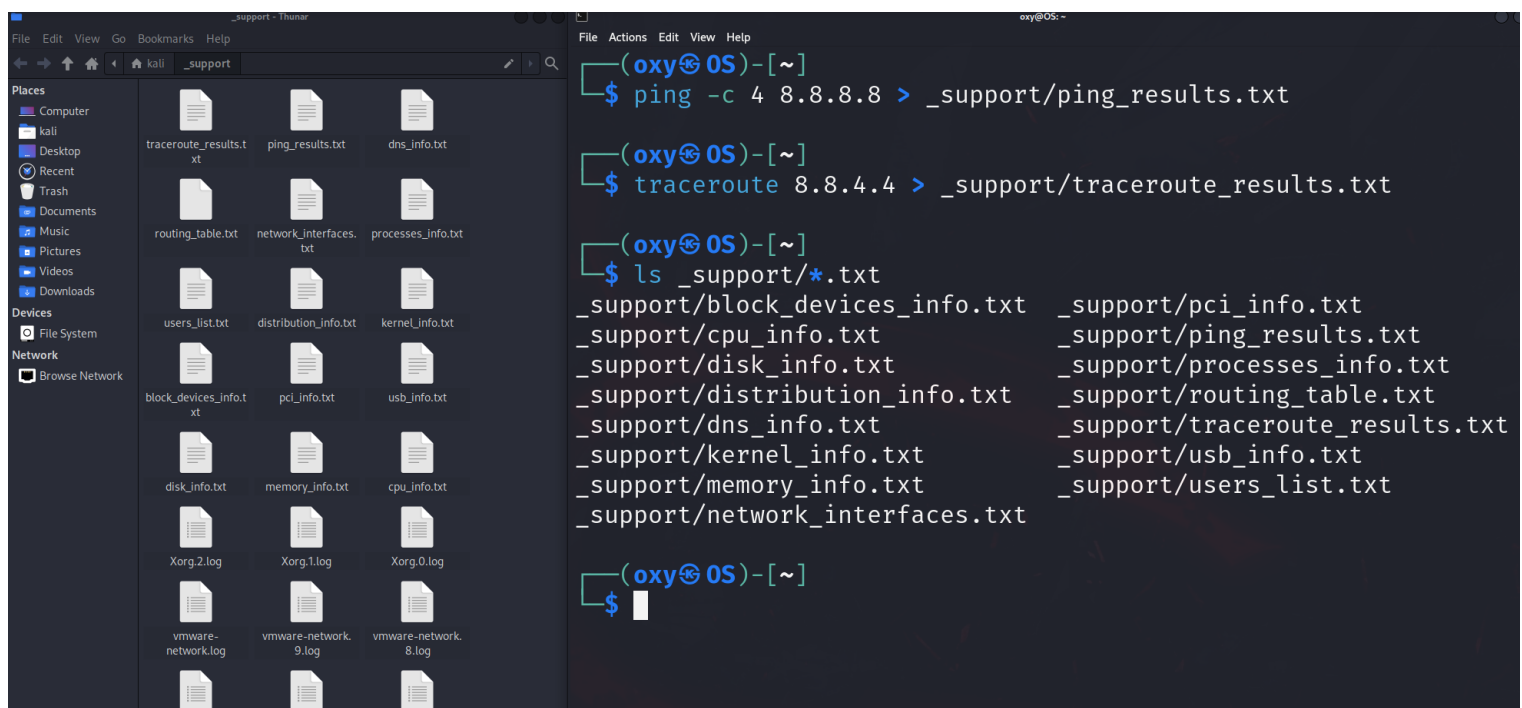 _support - Thunar
File Edit View Go Bookmarks Help
kali _support
Places
Computer
kali
Desktop
Recent
Trash
Documents
Music
Pictures
Videos
Downloads
Devices
File System
Network
Browse Network
traceroute_results.t
xt
ping_results.txt
dns_info.txt
routing_table.txt
network_interfaces.
txt
processes_info.txt
users_list.txt
distribution_info.txt
kernel_info.txt
block_devices_info.t
xt
pci_info.txt
usb_info.txt
disk_info.txt
memory_info.txt
cpu_info.txt
Xorg.2.log
Xorg.1.log
Xorg.0.log
vmware-
network.log
vmware-network.
9.log
vmware-network.
8.log
oxy@OS: ~
File Actions Edit View Help
┌──(oxy㉿OS)-[~]
└─$ ping -c 4 8.8.8.8 > _support/ping_results.txt
┌──(oxy㉿OS)-[~]
└─$ traceroute 8.8.4.4 > _support/traceroute_results.txt
┌──(oxy㉿OS)-[~]
└─$ ls _support/*.txt
_support/block_devices_info.txt _support/pci_info.txt
_support/cpu_info.txt _support/ping_results.txt
_support/disk_info.txt _support/processes_info.txt
_support/distribution_info.txt _support/routing_table.txt
_support/dns_info.txt _support/traceroute_results.txt
_support/kernel_info.txt _support/usb_info.txt
_support/memory_info.txt _support/users_list.txt
_support/network_interfaces.txt
┌──(oxy㉿OS)-[~]
└─$